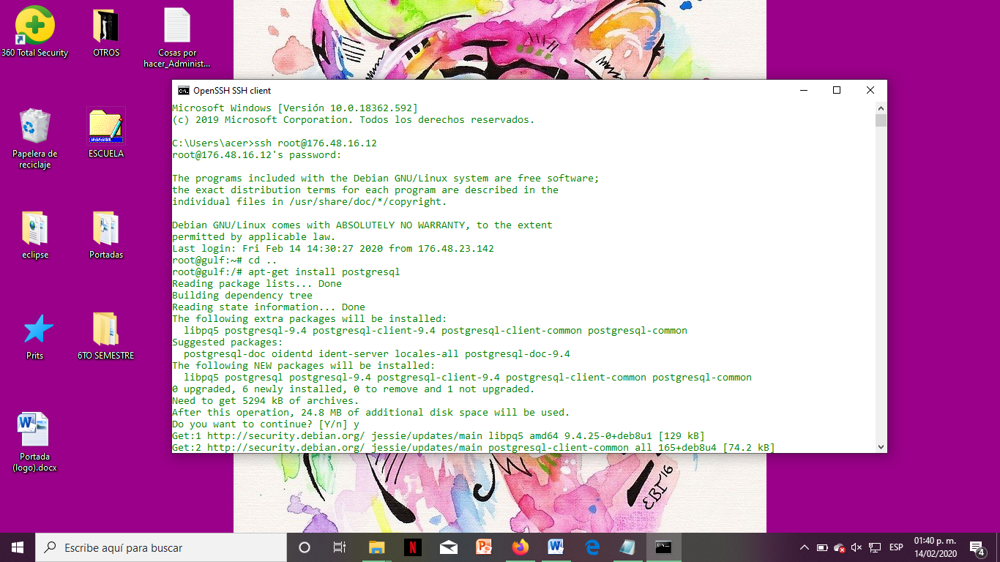 360 Total Security
OTROS
Cosas por
hacer_Administ...
Papelera de
reciclaje
ESCUELA
eclipse
Portadas
Prits
6TO SEMESTRE
Portada
(logo).docx
OpenSSH SSH client
Microsoft Windows [Versión 10.0.18362.592]
(c) 2019 Microsoft Corporation. Todos los derechos reservados.
C:\Users\acer>ssh root@176.48.16.12
root@176.48.16.12's password:
The programs included with the Debian GNU/Linux system are free software;
the exact distribution terms for each program are described in the
individual files in /usr/share/doc/*/copyright.
Debian GNU/Linux comes with ABSOLUTELY NO WARRANTY, to the extent
permitted by applicable law.
Last login: Fri Feb 14 14:30:27 2020 from 176.48.23.142
root@gulf:~# cd ..
root@gulf:/# apt-get install postgresql
Reading package lists... Done
Building dependency tree
Reading state information... Done
The following extra packages will be installed:
  libpq5 postgresql-9.4 postgresql-client-9.4 postgresql-client-common postgresql-common
Suggested packages:
  postgresql-doc oidentd ident-server locales-all postgresql-doc-9.4
The following NEW packages will be installed:
  libpq5 postgresql postgresql-9.4 postgresql-client-9.4 postgresql-client-common postgresql-common
0 upgraded, 6 newly installed, 0 to remove and 1 not upgraded.
Need to get 5294 kB of archives.
After this operation, 24.8 MB of additional disk space will be used.
Do you want to continue? [Y/n] y
Get:1 http://security.debian.org/ jessie/updates/main libpq5 amd64 9.4.25-0+deb8u1 [129 kB]
Get:2 http://security.debian.org/ jessie/updates/main postgresql-client-common all 165+deb8u4 [74.2 kB]
EBI '16
Escribe aquí para buscar
ESP
01:40 p. m.
14/02/2020
4